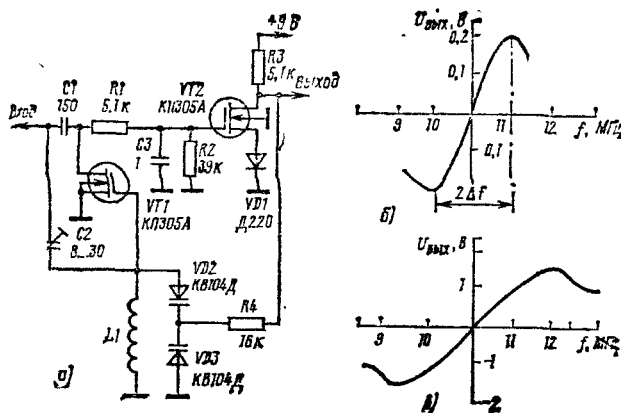 +9 В
R3
5,1к
Выход
VT2
КП305А
Вход
C1
150
R1
5,1к
C3
1
R2
39к
VD1
Д220
VT1
КП305А
C2
8...30
VD2
КВ104Д
L1
R4
16к
VD3
КВ104Д
а)
Uвых, В
0,2
0,1
9
10
11
12
f, МГц
0,1
2Δf
б)
Uвых, В
1
8
9
10
11
12
f, МГц
-1
-2